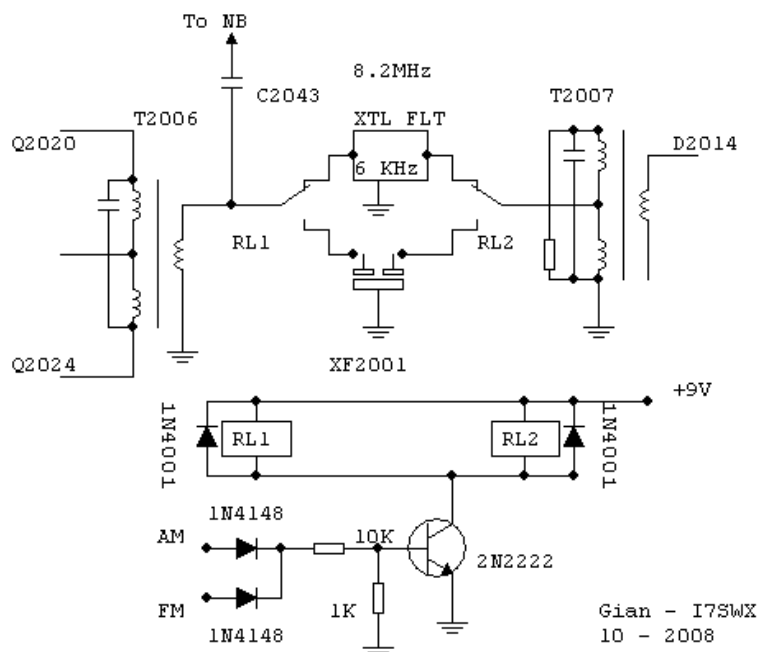 To NB
8.2MHz
C2043
T2007
T2006
XTL FLT
Q2020
D2014
6 KHz
RL1
RL2
Q2024
XF2001
+9V
1N4001
RL1
RL2
1N4001
1N4148
AM
10K
2N2222
FM
1K
1N4148
Gian - I7SWX
10 - 2008